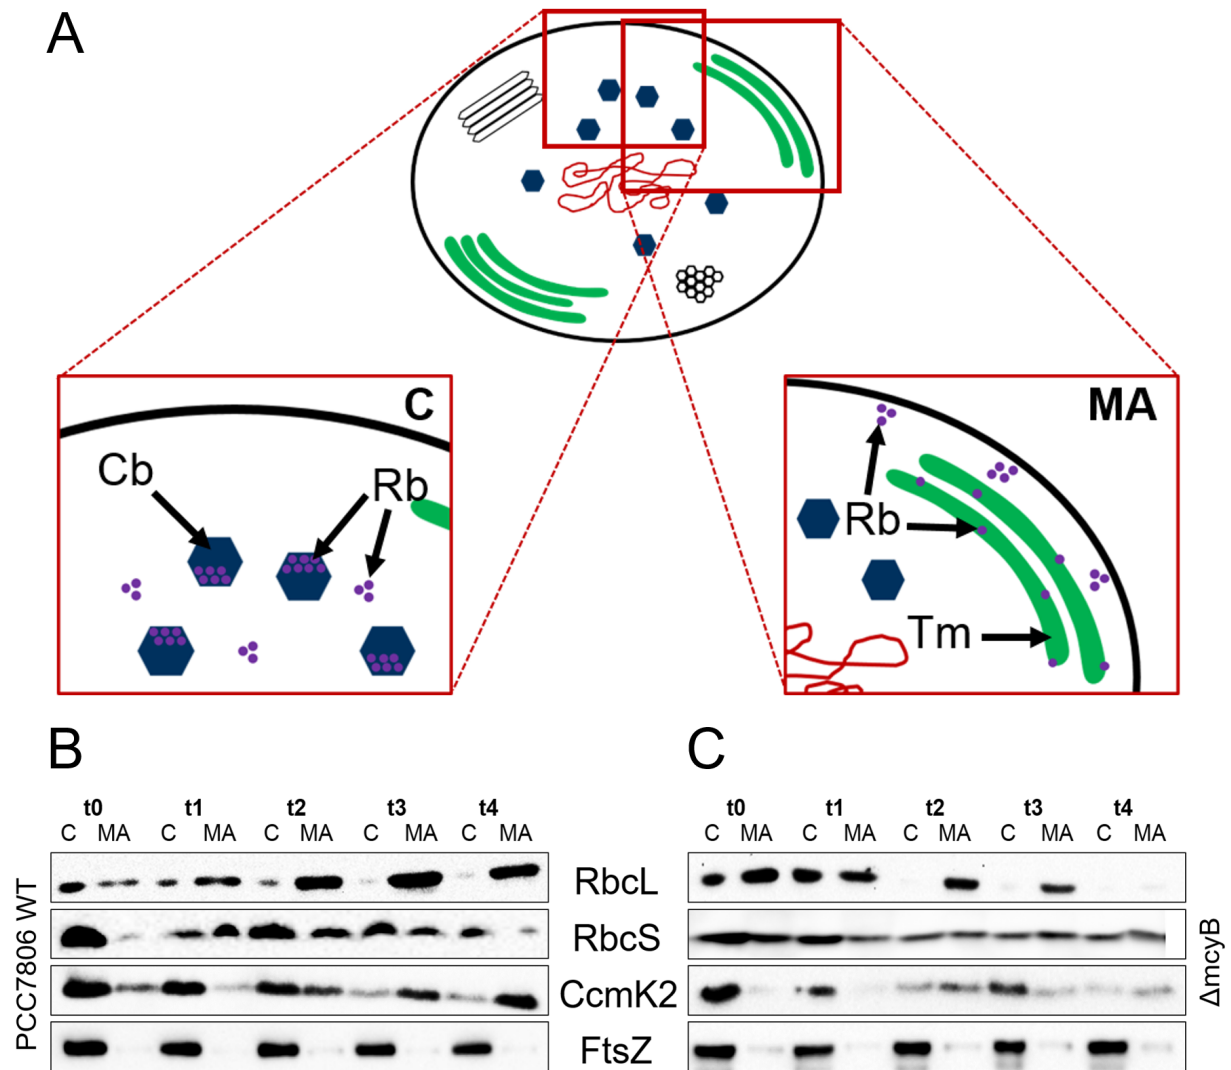 A
C
Cb
Rb
MA
Rb
Tm
B
C
t0 t1 t2 t3 t4
C MA C MA C MA C MA C MA
t0 t1 t2 t3 t4
C MA C MA C MA C MA C MA
PCC7806 WT
RbcL
RbcS
CcmK2
FtsZ
ΔmcyB